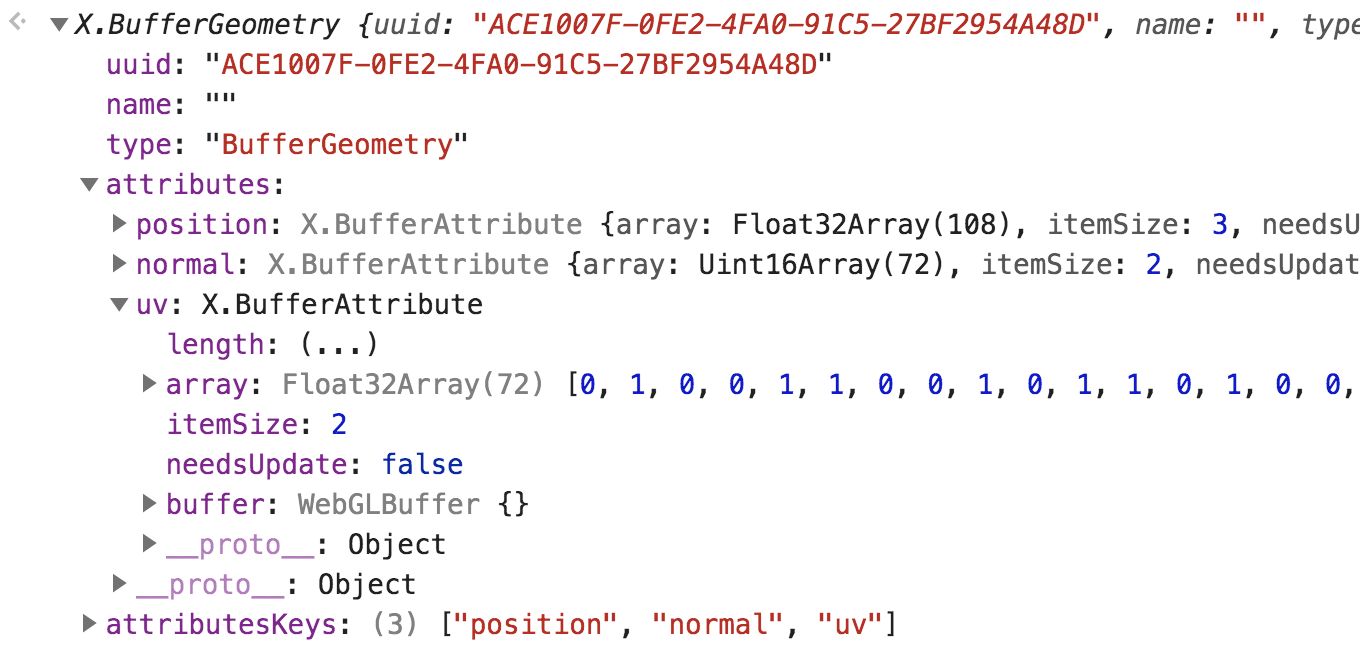 X.BufferGeometry {uuid: "ACE1007F-0FE2-4FA0-91C5-27BF2954A48D", name: "", type
uuid: "ACE1007F-0FE2-4FA0-91C5-27BF2954A48D"
name: ""
type: "BufferGeometry"
attributes:
position: X.BufferAttribute {array: Float32Array(108), itemSize: 3, needsU
normal: X.BufferAttribute {array: Uint16Array(72), itemSize: 2, needsUpdat
uv: X.BufferAttribute
length: (...)
array: Float32Array(72) [0, 1, 0, 0, 1, 1, 0, 0, 1, 0, 1, 1, 0, 1, 0, 0,
itemSize: 2
needsUpdate: false
buffer: WebGLBuffer {}
__proto__: Object
__proto__: Object
attributesKeys: (3) ["position", "normal", "uv"]